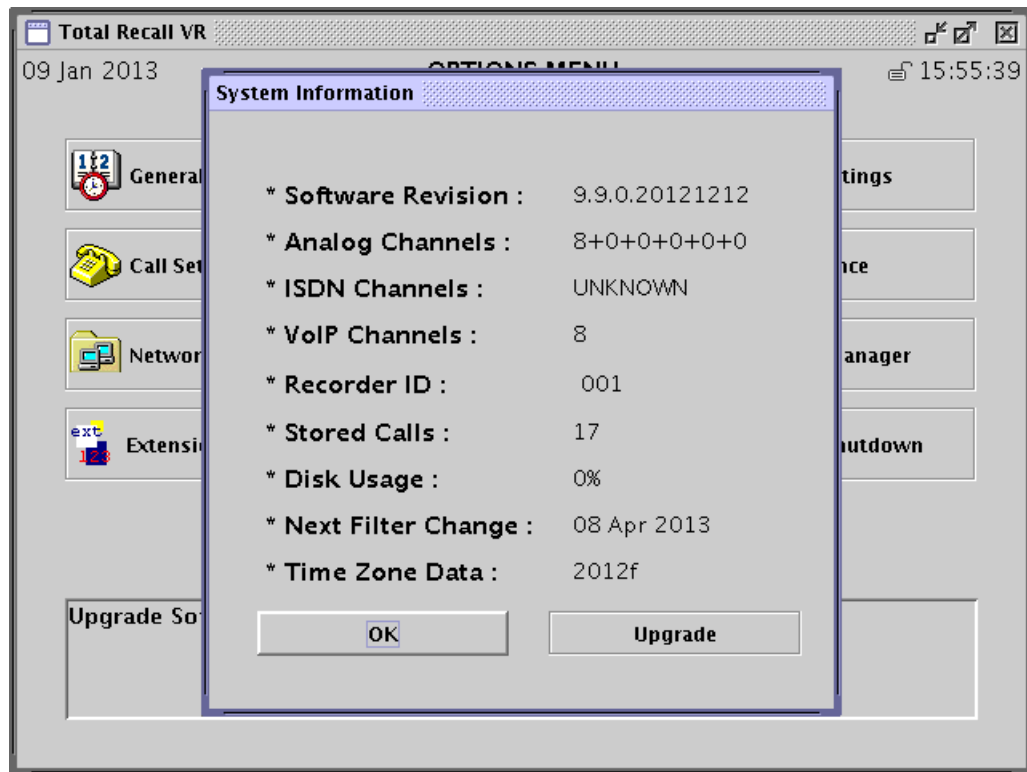 Total Recall VR
09 Jan 2013
OPTIONS MENU
15:55:39
System Information
General
tings
Call Set
nce
Networ
anager
ext
123
Extensi
utdown
* Software Revision : 9.9.0.20121212
* Analog Channels : 8+0+0+0+0+0
* ISDN Channels : UNKNOWN
* VoIP Channels : 8
* Recorder ID : 001
* Stored Calls : 17
* Disk Usage : 0%
* Next Filter Change : 08 Apr 2013
* Time Zone Data : 2012f
Upgrade So
OK
Upgrade